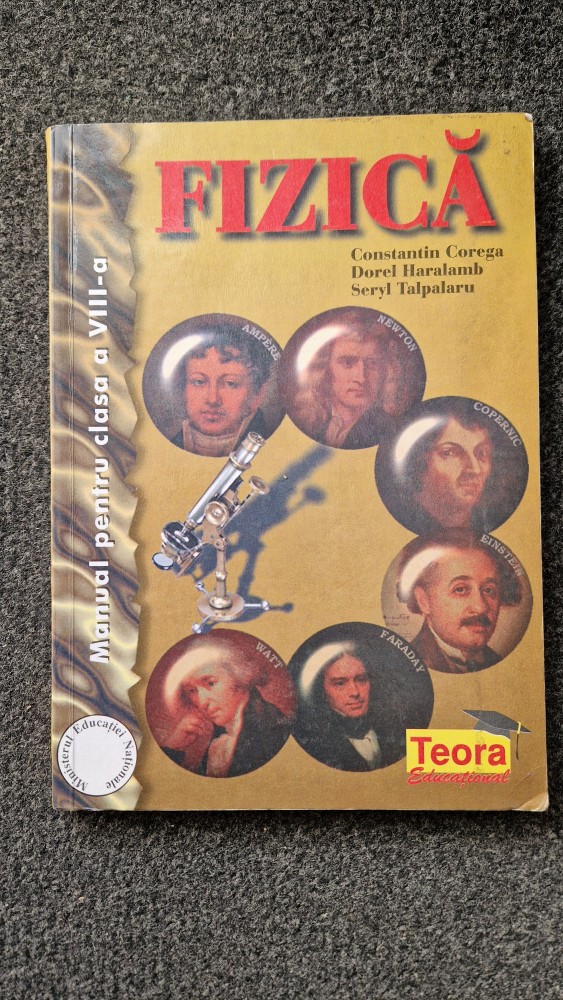 FIZICĂ
Constantin Corega
Dorel Haralamb
Seryl Talpalaru
Manual pentru clasa a VIII-a
AMPERE
NEWTON
COPERNIC
EINSTEIN
FARADAY
WATT
Ministerul Educației Naționale
Teora
Educațional